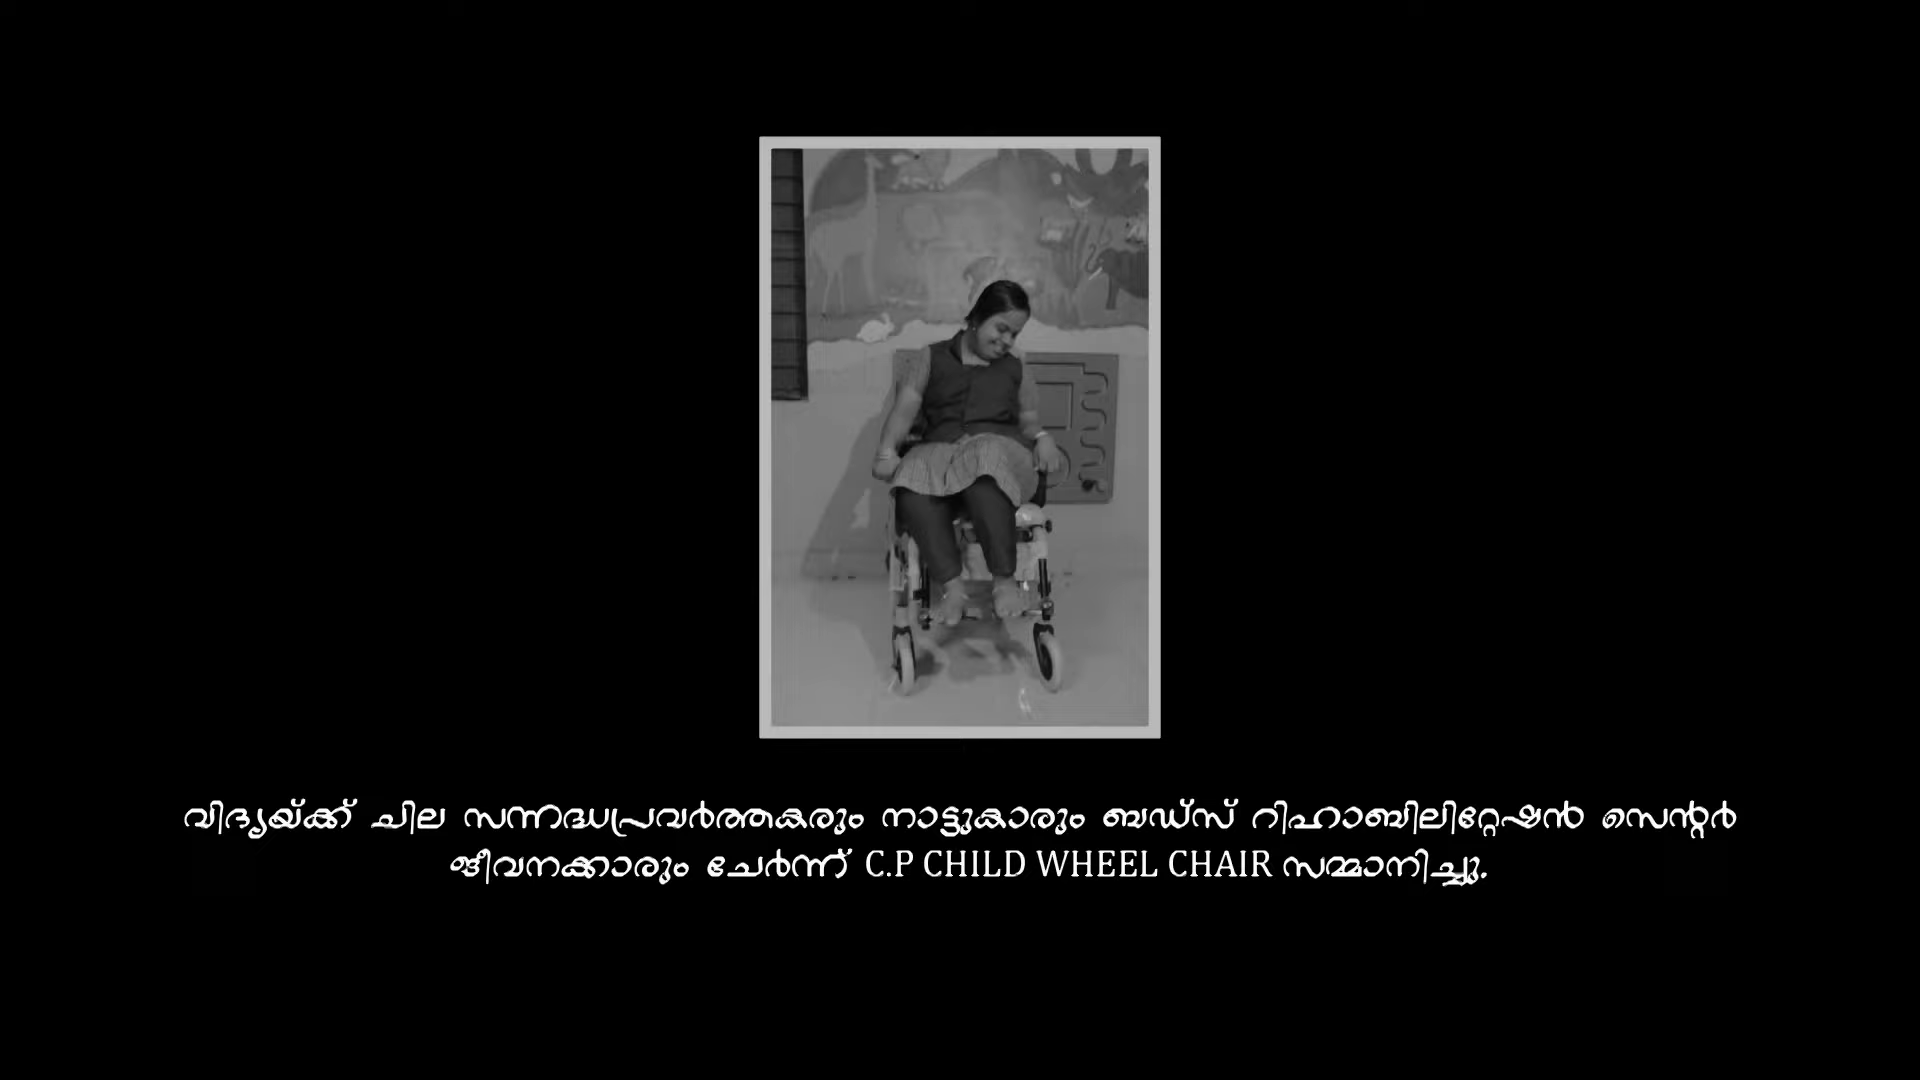 വിദ്യയ്ക്ക് ചില സന്നദ്ധപ്രവർത്തകരും നാട്ടുകാരും ബഡ്സ് റിഹാബിലിറ്റേഷൻ സെന്റർ
ജീവനക്കാരും ചേർന്ന് C.P CHILD WHEEL CHAIR സമ്മാനിച്ചു.